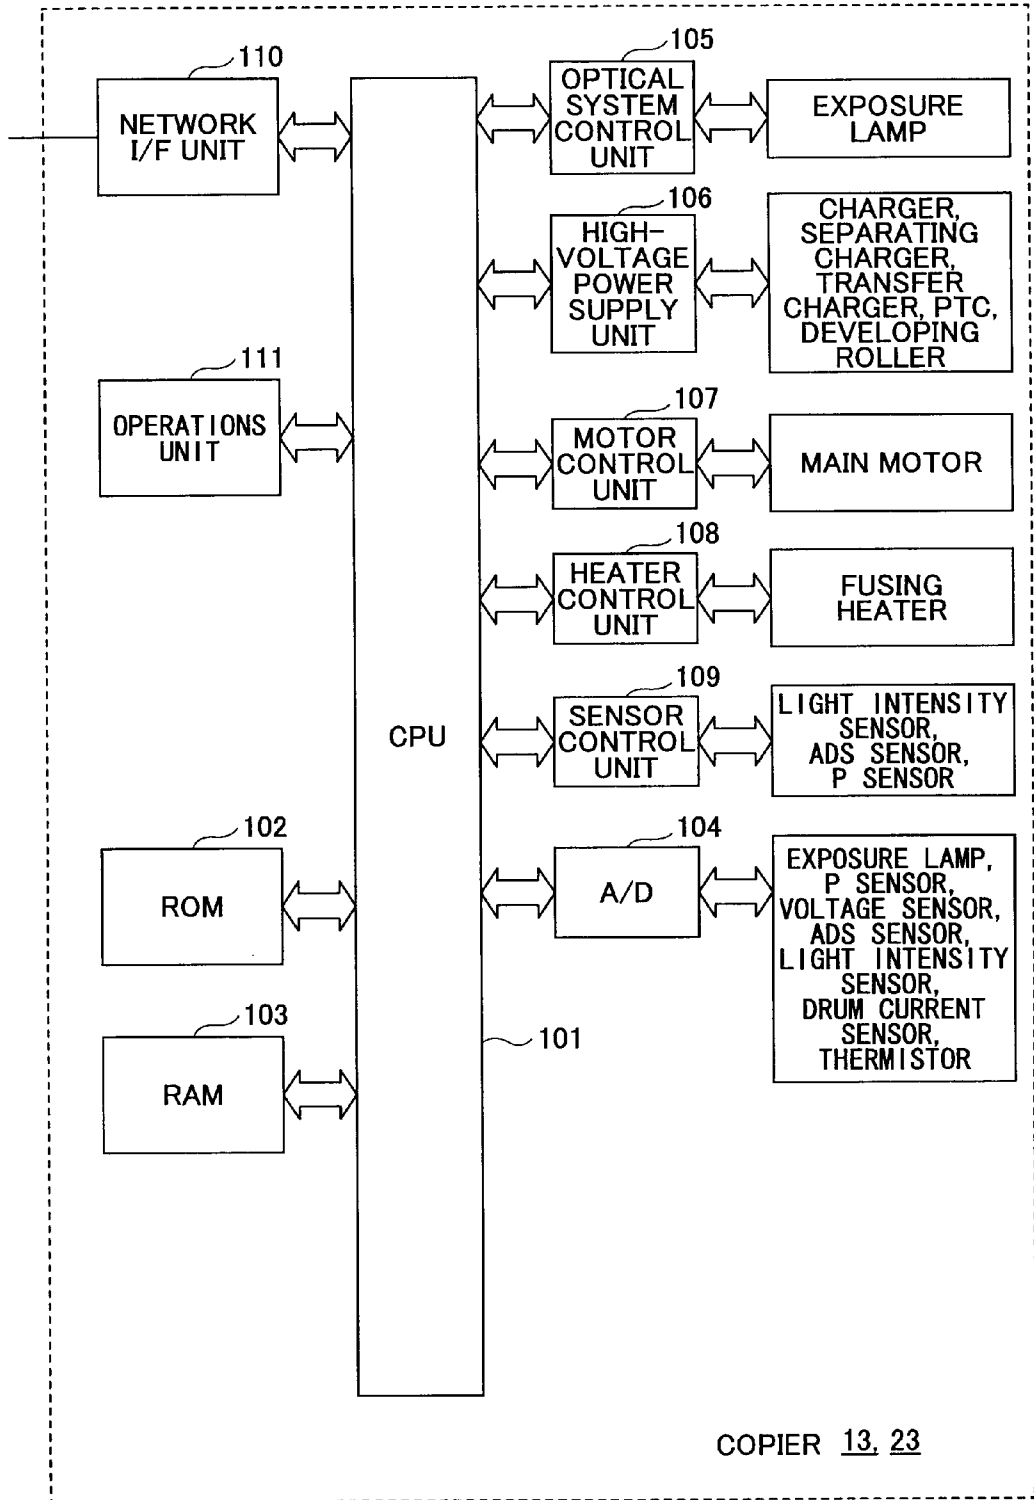 110
NETWORK
I/F UNIT
105
OPTICAL
SYSTEM
CONTROL
UNIT
EXPOSURE
LAMP
106
HIGH-
VOLTAGE
POWER
SUPPLY
UNIT
CHARGER,
SEPARATING
CHARGER,
TRANSFER
CHARGER, PTC,
DEVELOPING
ROLLER
111
OPERATIONS
UNIT
107
MOTOR
CONTROL
UNIT
MAIN MOTOR
108
HEATER
CONTROL
UNIT
FUSING
HEATER
109
SENSOR
CONTROL
UNIT
LIGHT INTENSITY
SENSOR,
ADS SENSOR,
P SENSOR
CPU
102
ROM
104
A/D
EXPOSURE LAMP,
P SENSOR,
VOLTAGE SENSOR,
ADS SENSOR,
LIGHT INTENSITY
SENSOR,
DRUM CURRENT
SENSOR,
THERMISTOR
103
RAM
101
COPIER 13, 23